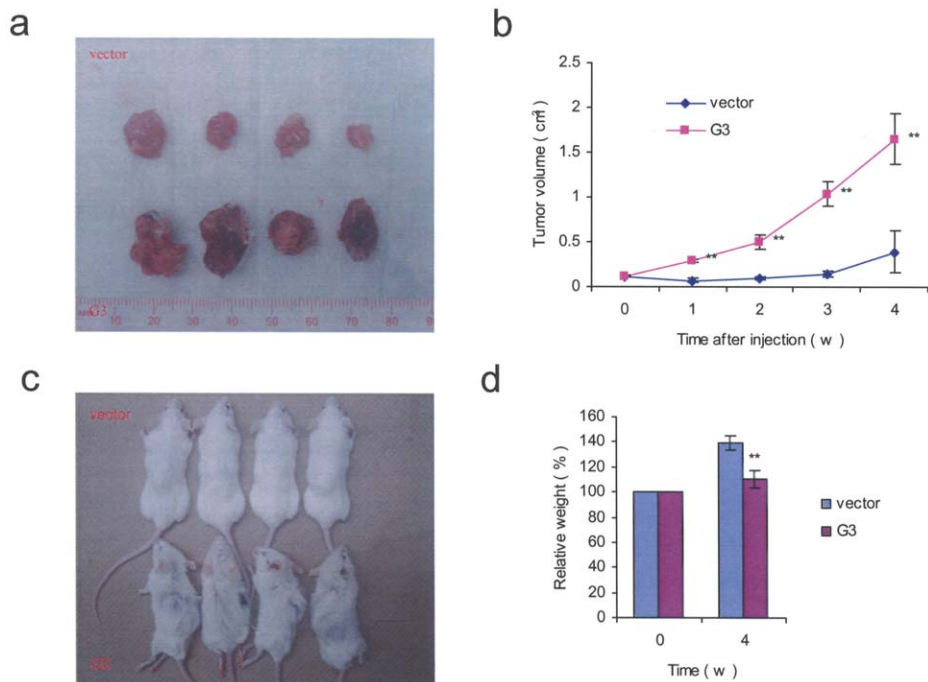 a
vector
G3
10 20 30 40 50 60 70 80 90
b
2.5
2
1.5
1
0.5
0
Tumor volume ( cm³ )
vector
G3
**
**
**
**
0 1 2 3 4
Time after injection ( w )
c
vector
G3
d
160
140
120
100
80
60
40
20
0
Relative weight ( % )
**
vector
G3
0 4
Time ( w )